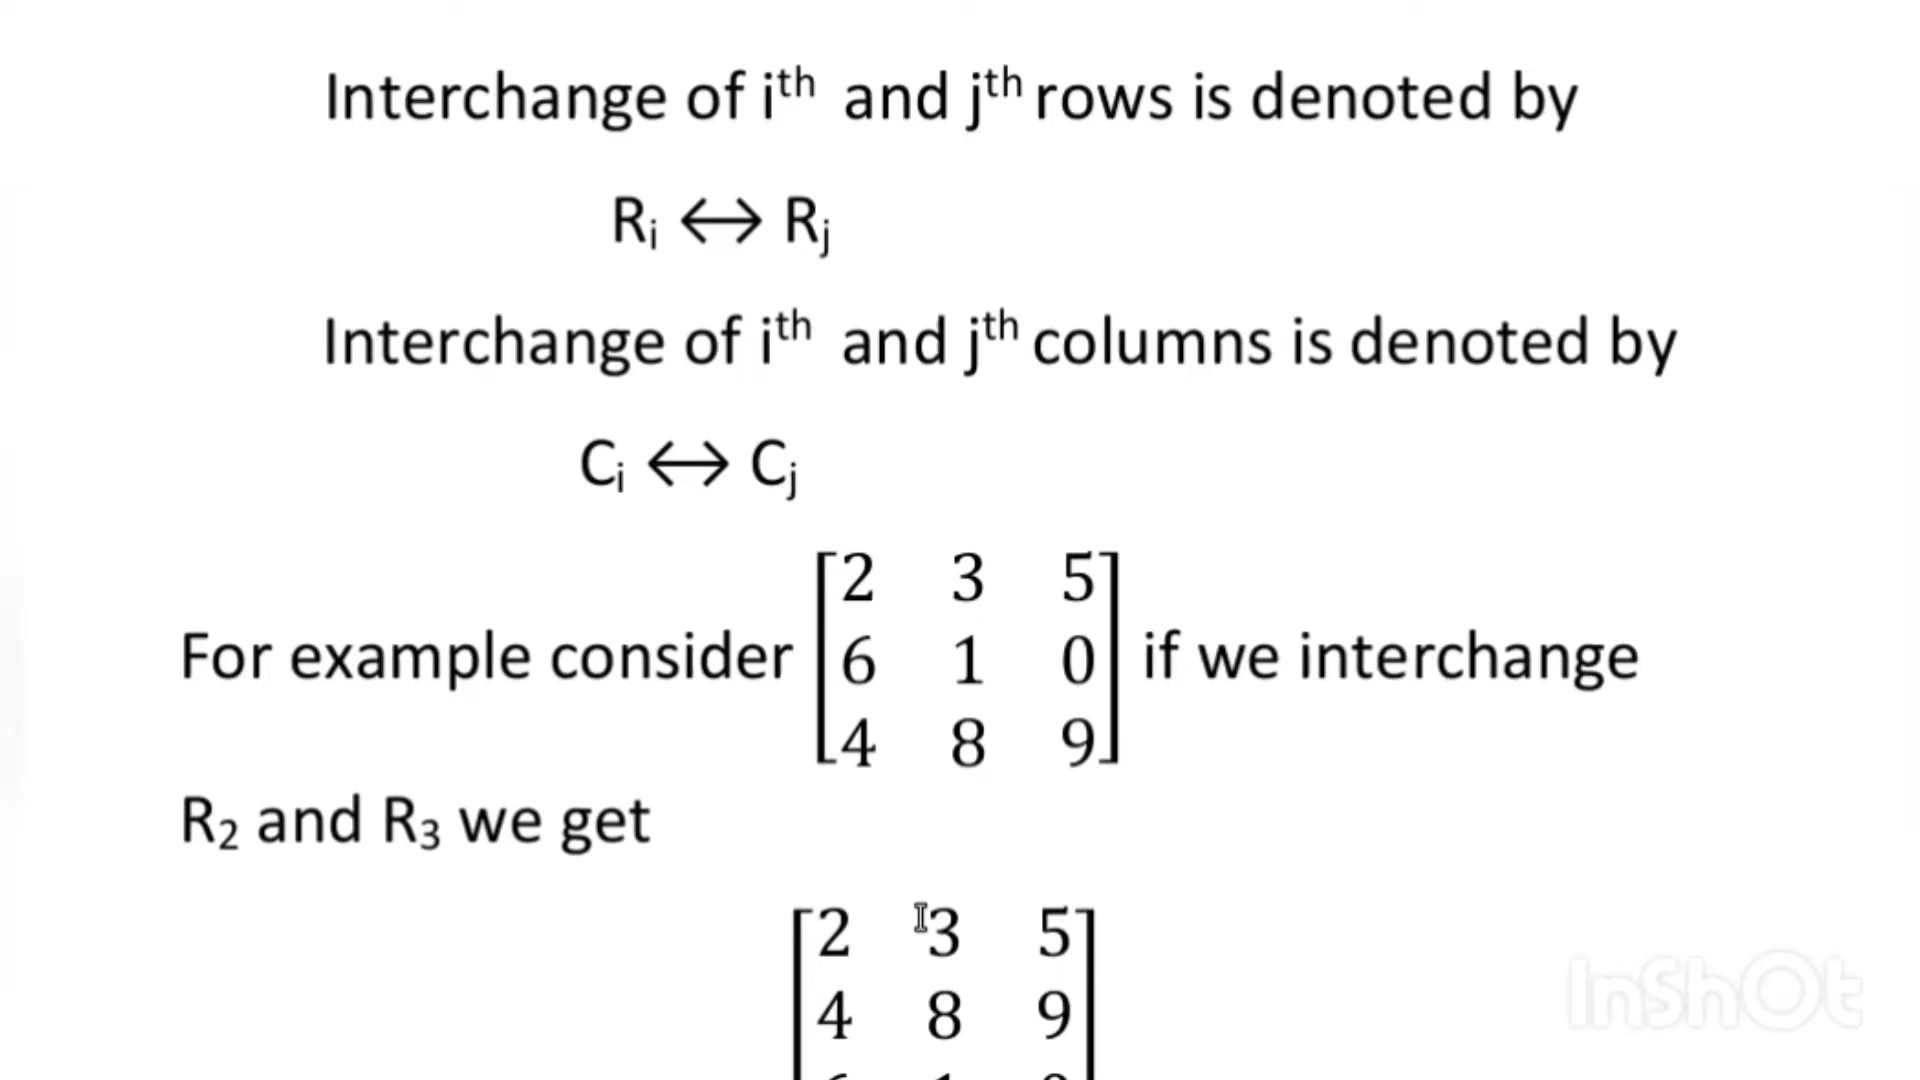 Interchange of iᵗʰ and jᵗʰ rows is denoted by
Rᵢ ↔ Rⱼ
Interchange of iᵗʰ and jᵗʰ columns is denoted by
Cᵢ ↔ Cⱼ
2 3 5
For example consider 6 1 0 if we interchange
4 8 9
R₂ and R₃ we get
2 3 5
4 8 9
InShOt